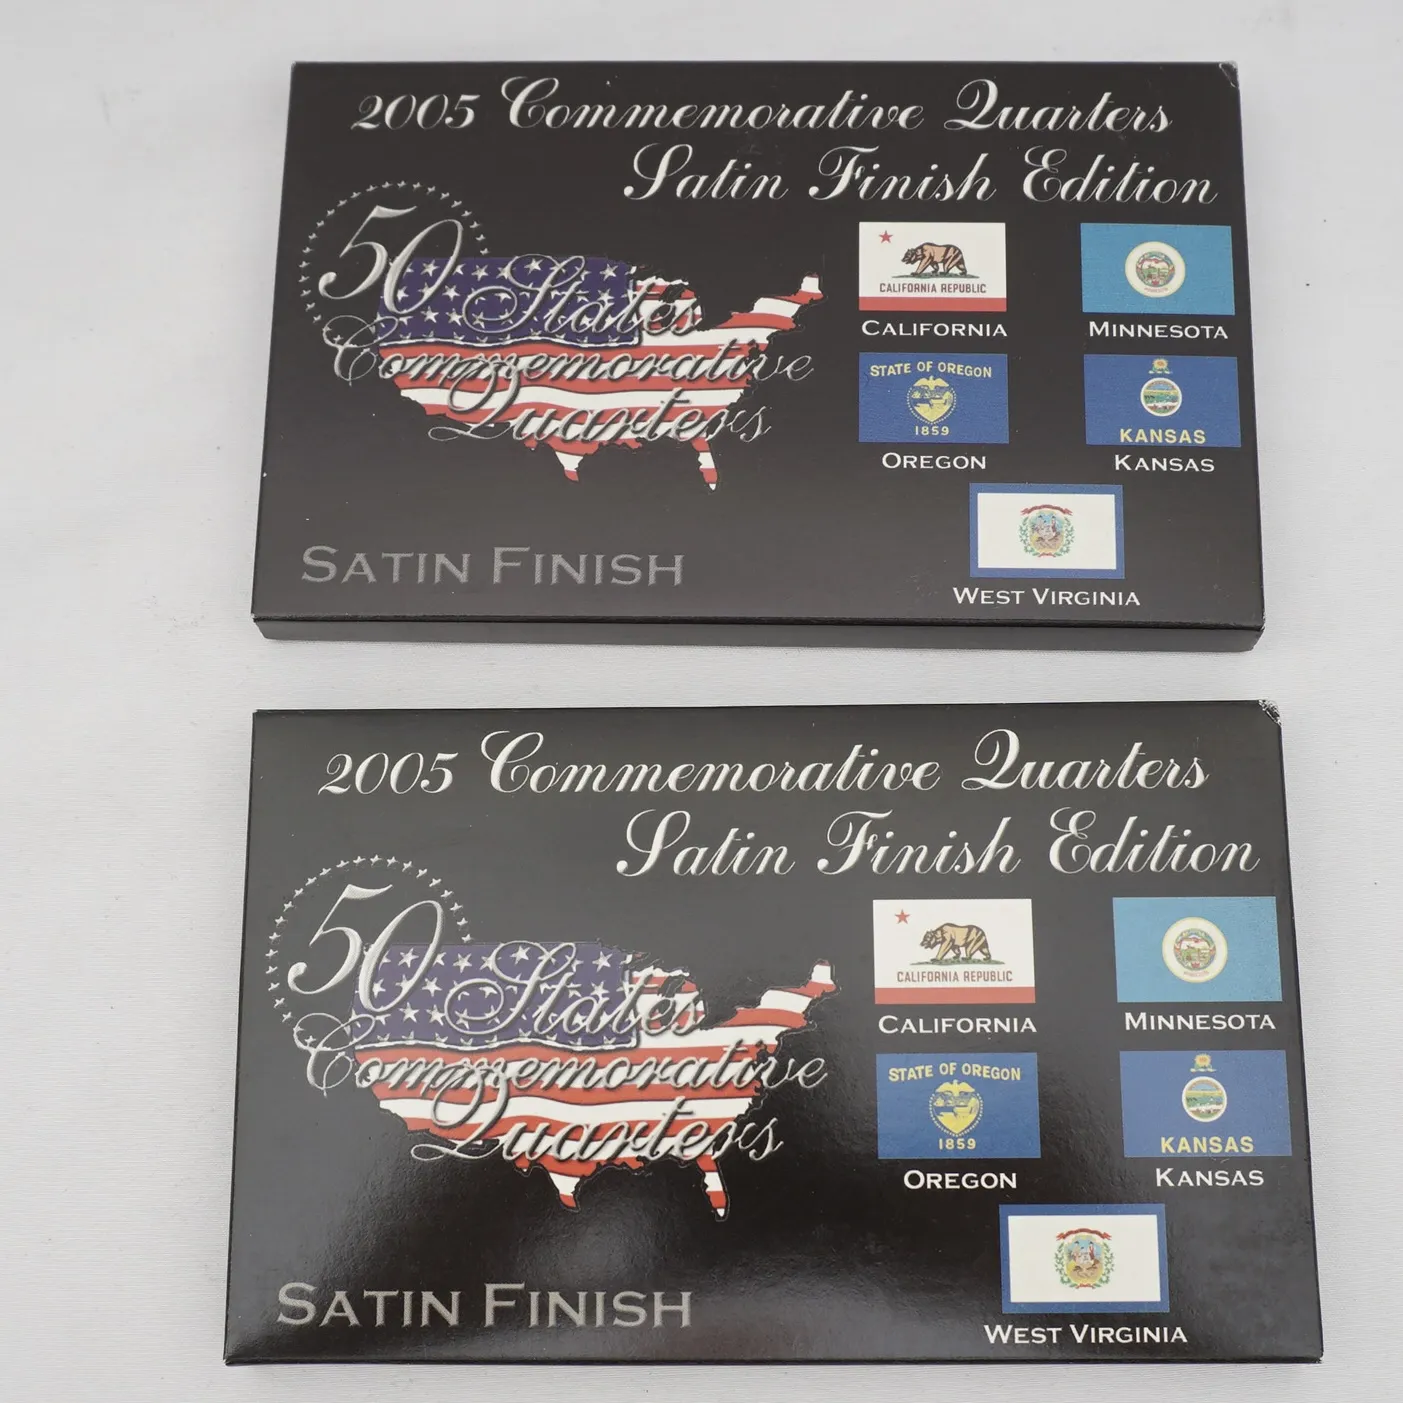 2005 Commemorative Quarters
Satin Finish Edition
50 States
Commemorative
Quarters
CALIFORNIA REPUBLIC
CALIFORNIA
MINNESOTA
STATE OF OREGON
1859
OREGON
KANSAS
KANSAS
WEST VIRGINIA
SATIN FINISH
2005 Commemorative Quarters
Satin Finish Edition
50 States
Commemorative
Quarters
CALIFORNIA REPUBLIC
CALIFORNIA
MINNESOTA
STATE OF OREGON
1859
OREGON
KANSAS
KANSAS
WEST VIRGINIA
SATIN FINISH